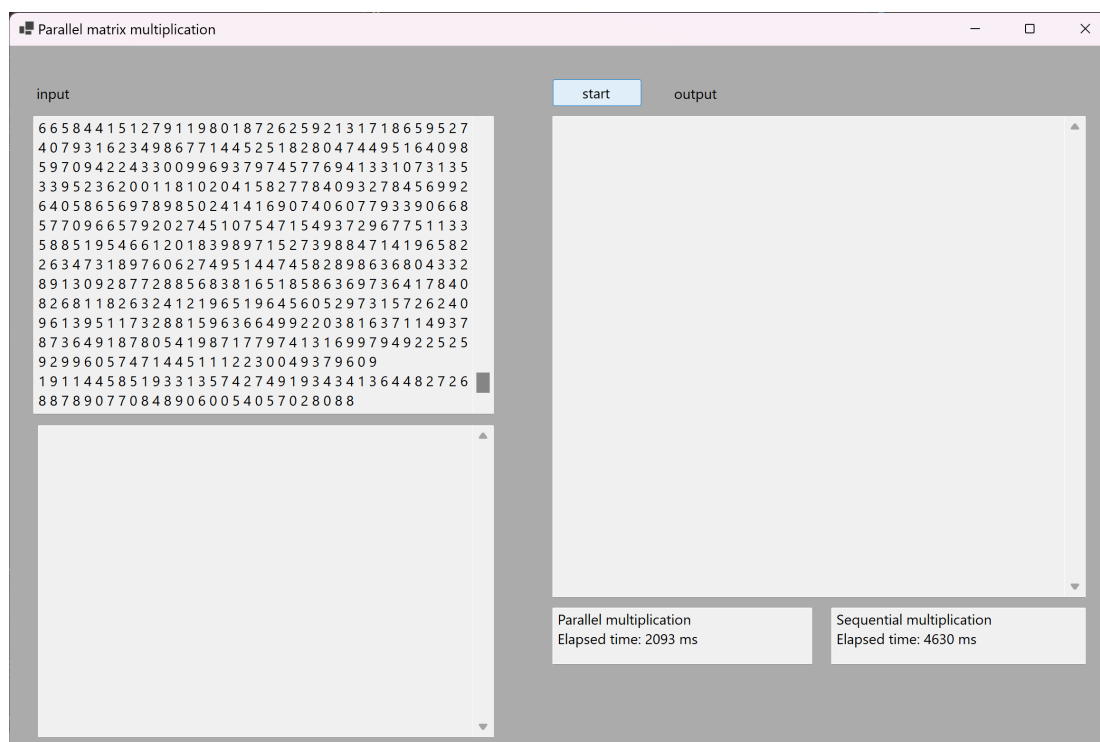 Parallel matrix multiplication
input
start
output
6 6 5 8 4 4 1 5 1 2 7 9 1 1 9 8 0 1 8 7 2 6 2 5 9 2 1 3 1 7 1 8 6 5 9 5 2 7
4 0 7 9 3 1 6 2 3 4 9 8 6 7 7 1 4 4 5 2 5 1 8 2 8 0 4 7 4 4 9 5 1 6 4 0 9 8
5 9 7 0 9 4 2 2 4 3 3 0 0 9 9 6 9 3 7 9 7 4 5 7 7 6 9 4 1 3 3 1 0 7 3 1 3 5
3 3 9 5 2 3 6 2 0 0 1 1 8 1 0 2 0 4 1 5 8 2 7 7 8 4 0 9 3 2 7 8 4 5 6 9 9 2
6 4 0 5 8 6 5 6 9 7 8 9 8 5 0 2 4 1 4 1 6 9 0 7 4 0 6 0 7 7 9 3 3 9 0 6 6 8
5 7 7 0 9 6 6 5 7 9 2 0 2 7 4 5 1 0 7 5 4 7 1 5 4 9 3 7 2 9 6 7 7 5 1 1 3 3
5 8 8 5 1 9 5 4 6 6 1 2 0 1 8 3 9 8 9 7 1 5 2 7 3 9 8 8 4 7 1 4 1 9 6 5 8 2
2 6 3 4 7 3 1 8 9 7 6 0 6 2 7 4 9 5 1 4 4 7 4 5 8 2 8 9 8 6 3 6 8 0 4 3 3 2
8 9 1 3 0 9 2 8 7 7 2 8 8 5 6 8 3 8 1 6 5 1 8 5 8 6 3 6 9 7 3 6 4 1 7 8 4 0
8 2 6 8 1 1 8 2 6 3 2 4 1 2 1 9 6 5 1 9 6 4 5 6 0 5 2 9 7 3 1 5 7 2 6 2 4 0
9 6 1 3 9 5 1 1 7 3 2 8 8 1 5 9 6 3 6 6 4 9 9 2 2 0 3 8 1 6 3 7 1 1 4 9 3 7
8 7 3 6 4 9 1 8 7 8 0 5 4 1 9 8 7 1 7 7 9 7 4 1 3 1 6 9 9 7 9 4 9 2 2 5 2 5
9 2 9 9 6 0 5 7 4 7 1 4 4 5 1 1 1 2 2 3 0 0 4 9 3 7 9 6 0 9
1 9 1 1 4 4 5 8 5 1 9 3 3 1 3 5 7 4 2 7 4 9 1 9 3 4 3 4 1 3 6 4 4 8 2 7 2 6
8 8 7 8 9 0 7 7 0 8 4 8 9 0 6 0 0 5 4 0 5 7 0 2 8 0 8 8
Parallel multiplication
Elapsed time: 2093 ms
Sequential multiplication
Elapsed time: 4630 ms